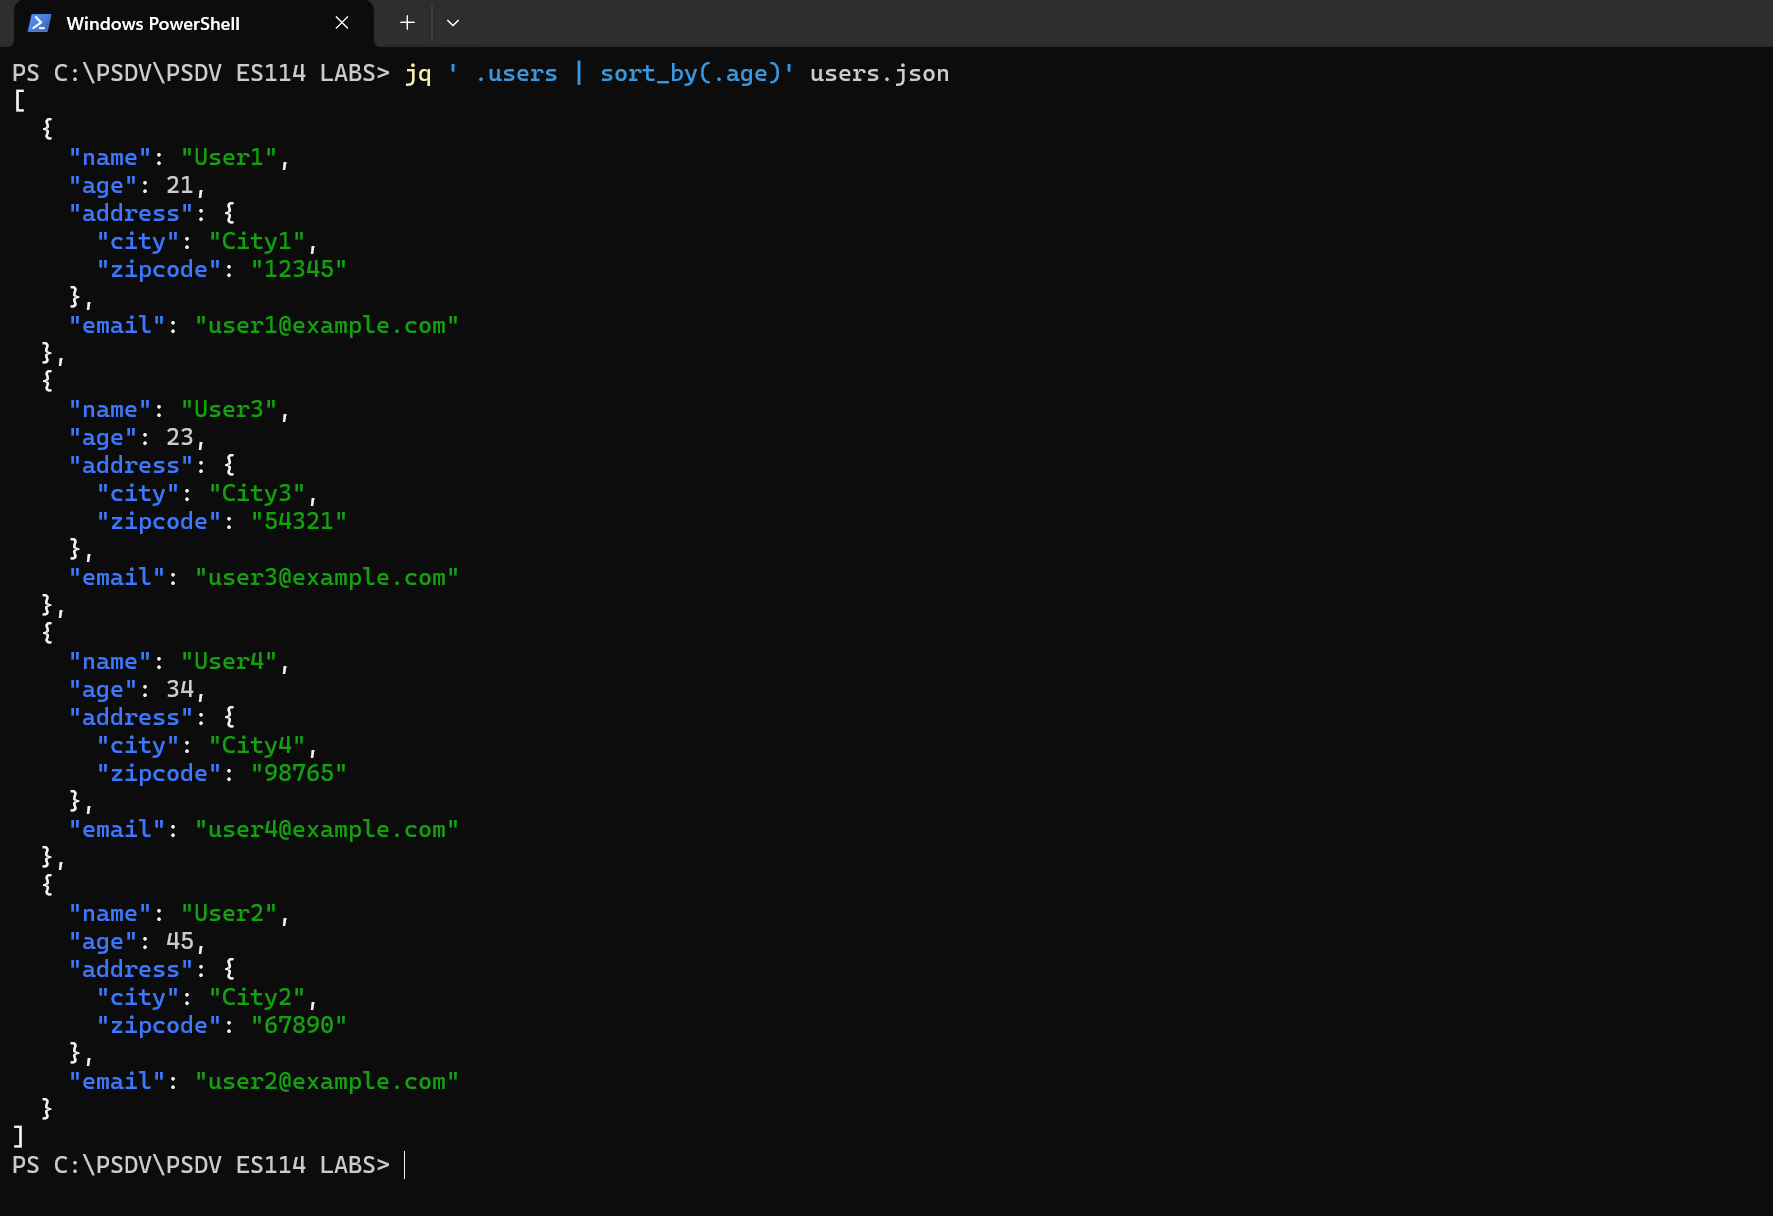 Windows PowerShell
PS C:\PSDV\PSDV ES114 LABS> jq ' .users | sort_by(.age)' users.json
[
  {
    "name": "User1",
    "age": 21,
    "address": {
      "city": "City1",
      "zipcode": "12345"
    },
    "email": "user1@example.com"
  },
  {
    "name": "User3",
    "age": 23,
    "address": {
      "city": "City3",
      "zipcode": "54321"
    },
    "email": "user3@example.com"
  },
  {
    "name": "User4",
    "age": 34,
    "address": {
      "city": "City4",
      "zipcode": "98765"
    },
    "email": "user4@example.com"
  },
  {
    "name": "User2",
    "age": 45,
    "address": {
      "city": "City2",
      "zipcode": "67890"
    },
    "email": "user2@example.com"
  }
]
PS C:\PSDV\PSDV ES114 LABS>